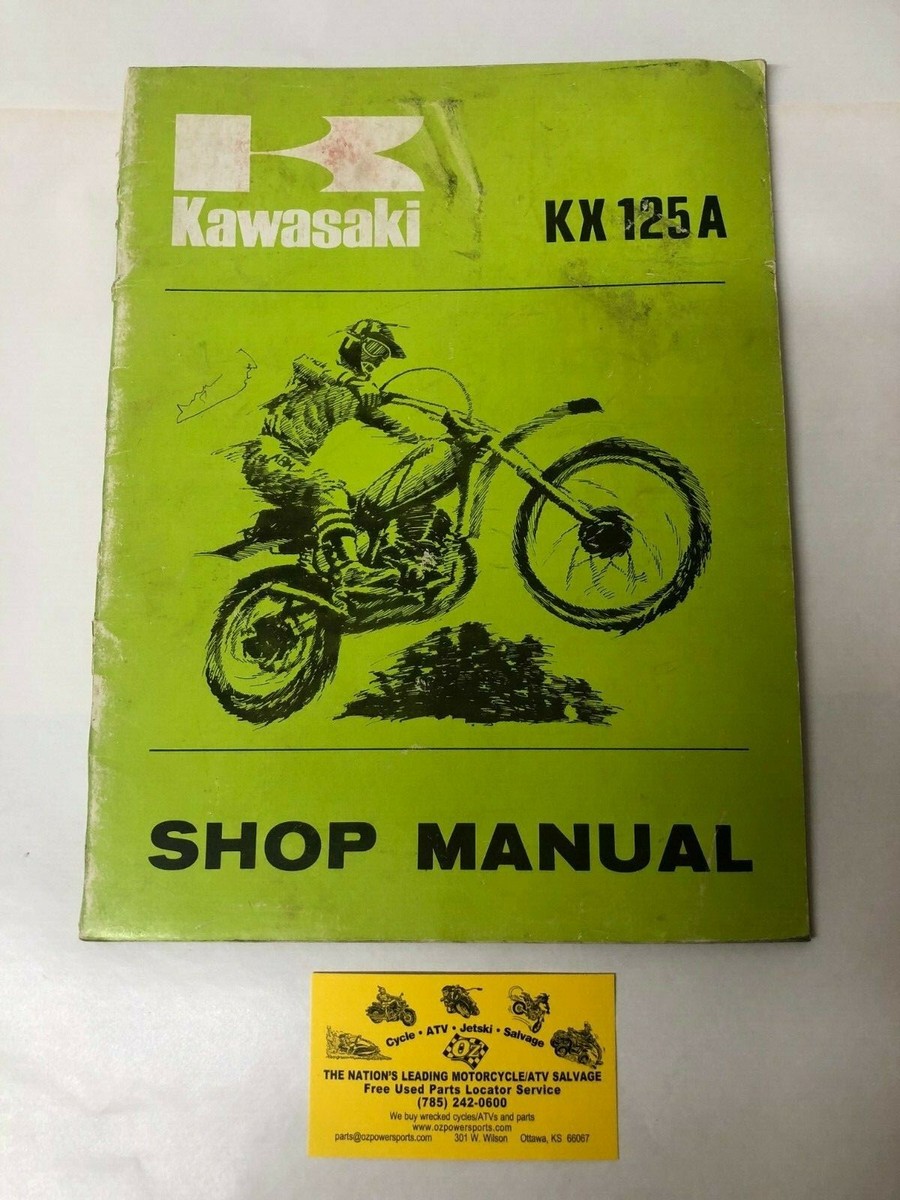 Kawasaki
KX 125 A
SHOP MANUAL
Cycle • ATV • Jetski • Salvage
OZ
THE NATION'S LEADING MOTORCYCLE/ATV SALVAGE
Free Used Parts Locator Service
(785) 242-0600
We buy wrecked cycles/ATVs and parts
www.ozpowersports.com
parts@ozpowersports.com 301 W. Wilson Ottawa, KS 66067